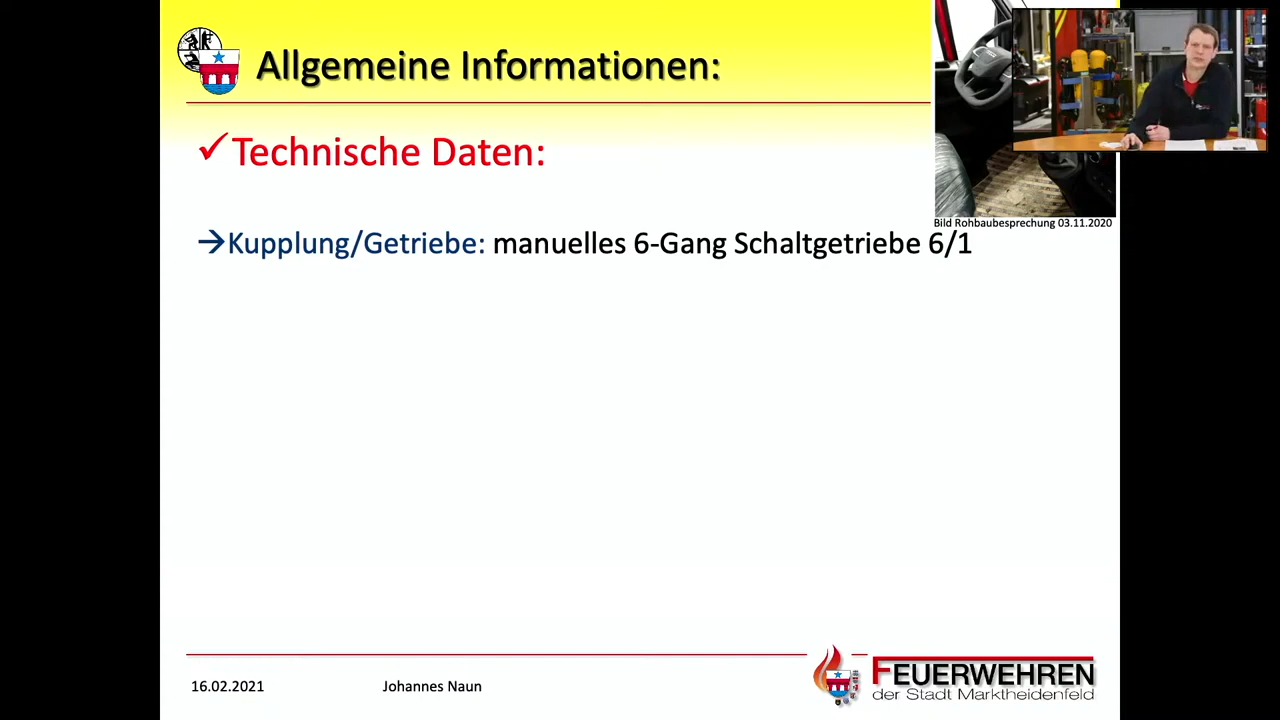 Allgemeine Informationen:
✓Technische Daten:
Bild Rohbaubesprechung 03.11.2020
→Kupplung/Getriebe: manuelles 6-Gang Schaltgetriebe 6/1
FEUERWEHREN
der Stadt Marktheidenfeld
16.02.2021
Johannes Naun